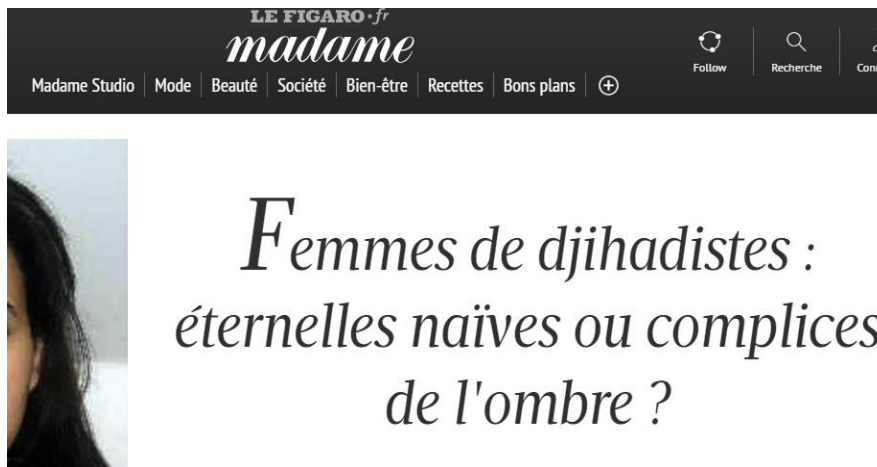 LE FIGARO·fr
madame
Follow
Recherche
Madame Studio Mode Beauté Société Bien-être Recettes Bons plans
Femmes de djihadistes :
éternelles naïves ou complices
de l'ombre ?